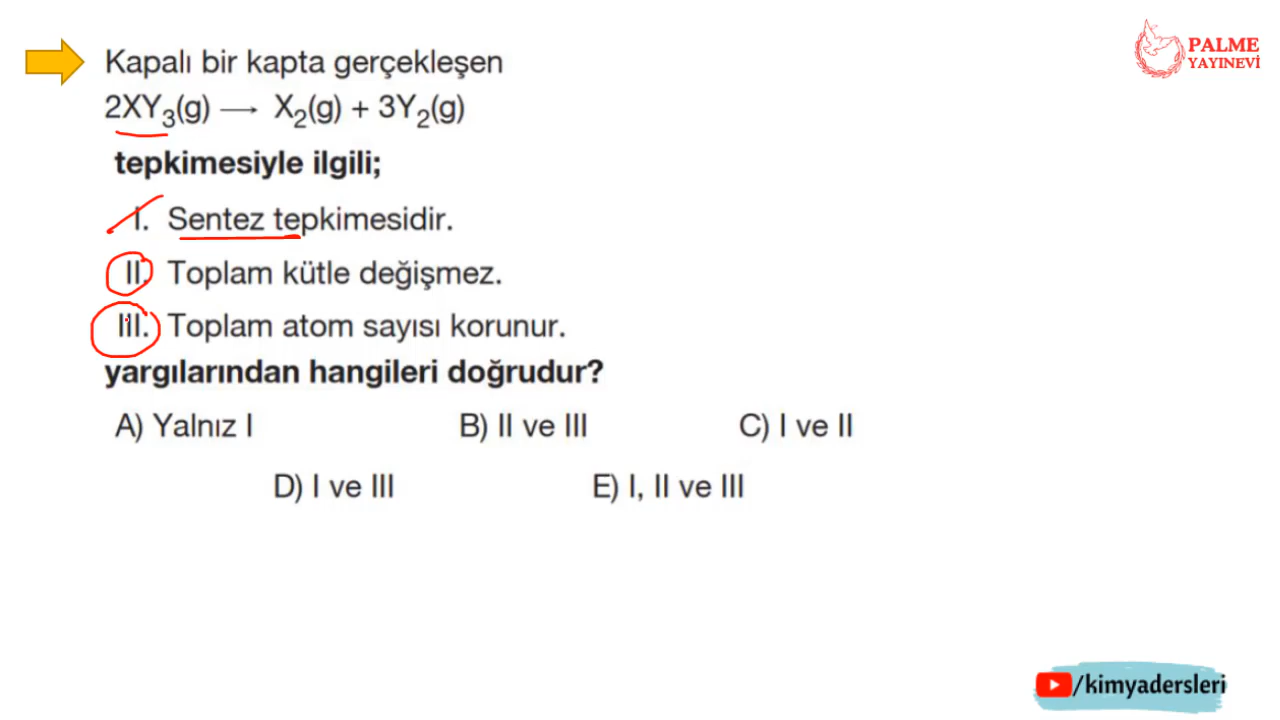 PALME
YAYINEVİ
Kapalı bir kapta gerçekleşen
2XY₃(g) → X₂(g) + 3Y₂(g)
tepkimesiyle ilgili;
I. Sentez tepkimesidir.
II. Toplam kütle değişmez.
III. Toplam atom sayısı korunur.
yargılarından hangileri doğrudur?
A) Yalnız I B) II ve III C) I ve II
D) I ve III E) I, II ve III
/kimyadersleri